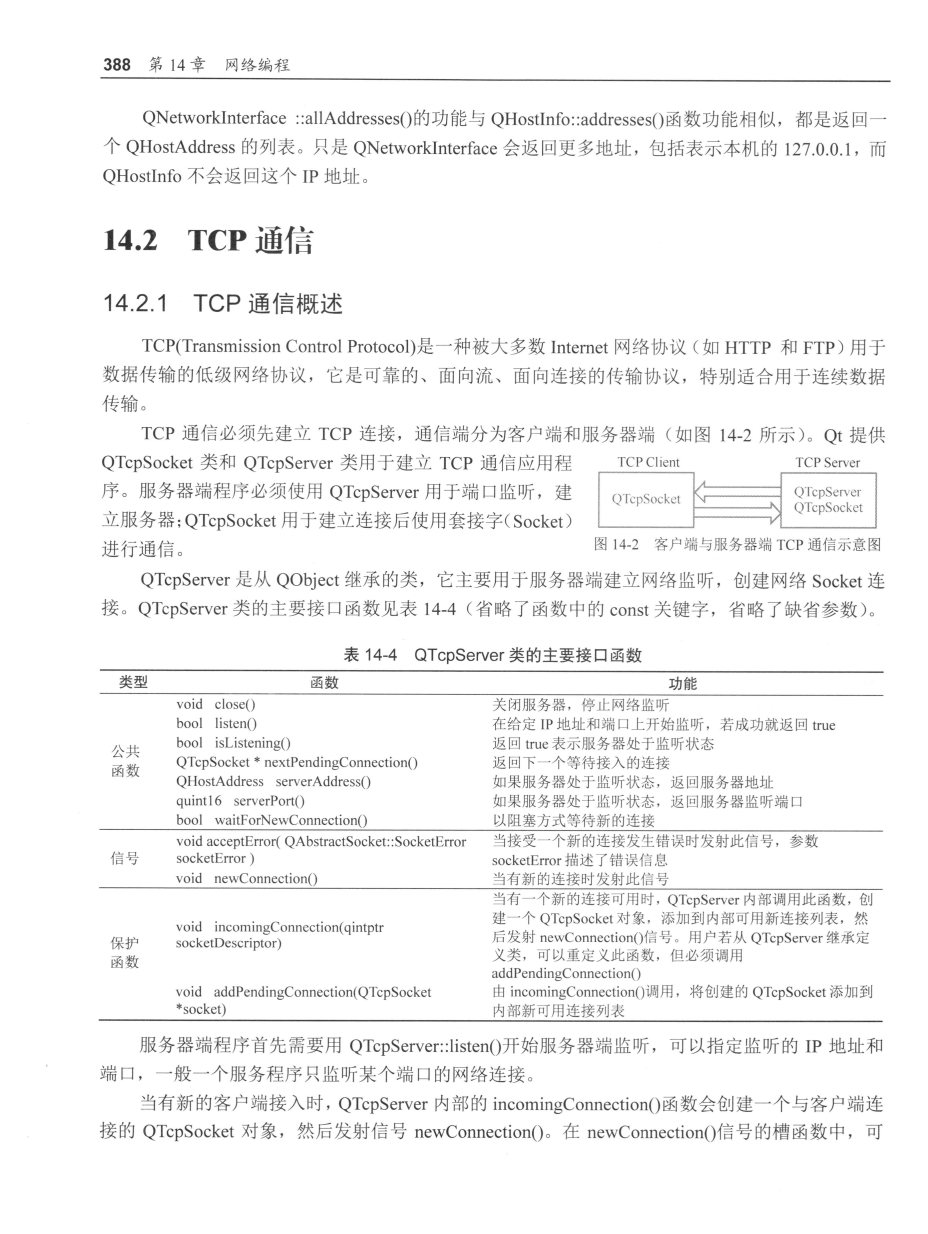 388 第 14 章 网络编程
QNetworkInterface ::allAddresses()的功能与 QHostInfo::addresses()函数功能相似，都是返回一
个 QHostAddress 的列表。只是 QNetworkInterface 会返回更多地址，包括表示本机的 127.0.0.1，而
QHostInfo 不会返回这个 IP 地址。
14.2 TCP 通信
14.2.1 TCP 通信概述
TCP(Transmission Control Protocol)是一种被大多数 Internet 网络协议（如 HTTP 和 FTP）用于
数据传输的低级网络协议，它是可靠的、面向流、面向连接的传输协议，特别适合用于连续数据
传输。
TCP 通信必须先建立 TCP 连接，通信端分为客户端和服务器端（如图 14-2 所示）。Qt 提供
QTcpSocket 类和 QTcpServer 类用于建立 TCP 通信应用程
序。服务器端程序必须使用 QTcpServer 用于端口监听，建
立服务器；QTcpSocket 用于建立连接后使用套接字（Socket）
进行通信。
TCP Client
TCP Server
QTcpSocket
QTcpServer
QTcpSocket
图 14-2 客户端与服务器端 TCP 通信示意图
QTcpServer 是从 QObject 继承的类，它主要用于服务器端建立网络监听，创建网络 Socket 连
接。QTcpServer 类的主要接口函数见表 14-4（省略了函数中的 const 关键字，省略了缺省参数）。
表 14-4 QTcpServer 类的主要接口函数
类型 函数 功能
公共
函数
void close() 关闭服务器，停止网络监听
bool listen() 在给定 IP 地址和端口上开始监听，若成功就返回 true
bool isListening() 返回 true 表示服务器处于监听状态
QTcpSocket * nextPendingConnection() 返回下一个等待接入的连接
QHostAddress serverAddress() 如果服务器处于监听状态，返回服务器地址
quint16 serverPort() 如果服务器处于监听状态，返回服务器监听端口
bool waitForNewConnection() 以阻塞方式等待新的连接
信号
void acceptError( QAbstractSocket::SocketError
socketError )
当接受一个新的连接发生错误时发射此信号，参数
socketError 描述了错误信息
void newConnection() 当有新的连接时发射此信号
保护
函数
void incomingConnection(qintptr
socketDescriptor)
当有一个新的连接可用时，QTcpServer 内部调用此函数，创
建一个 QTcpSocket 对象，添加到内部可用新连接列表，然
后发射 newConnection()信号。用户若从 QTcpServer 继承定
义类，可以重定义此函数，但必须调用
addPendingConnection()
void addPendingConnection(QTcpSocket
*socket)
由 incomingConnection()调用，将创建的 QTcpSocket 添加到
内部新可用连接列表
服务器端程序首先需要用 QTcpServer::listen()开始服务器端监听，可以指定监听的 IP 地址和
端口，一般一个服务程序只监听某个端口的网络连接。
当有新的客户端接入时，QTcpServer 内部的 incomingConnection()函数会创建一个与客户端连
接的 QTcpSocket 对象，然后发射信号 newConnection()。在 newConnection()信号的槽函数中，可